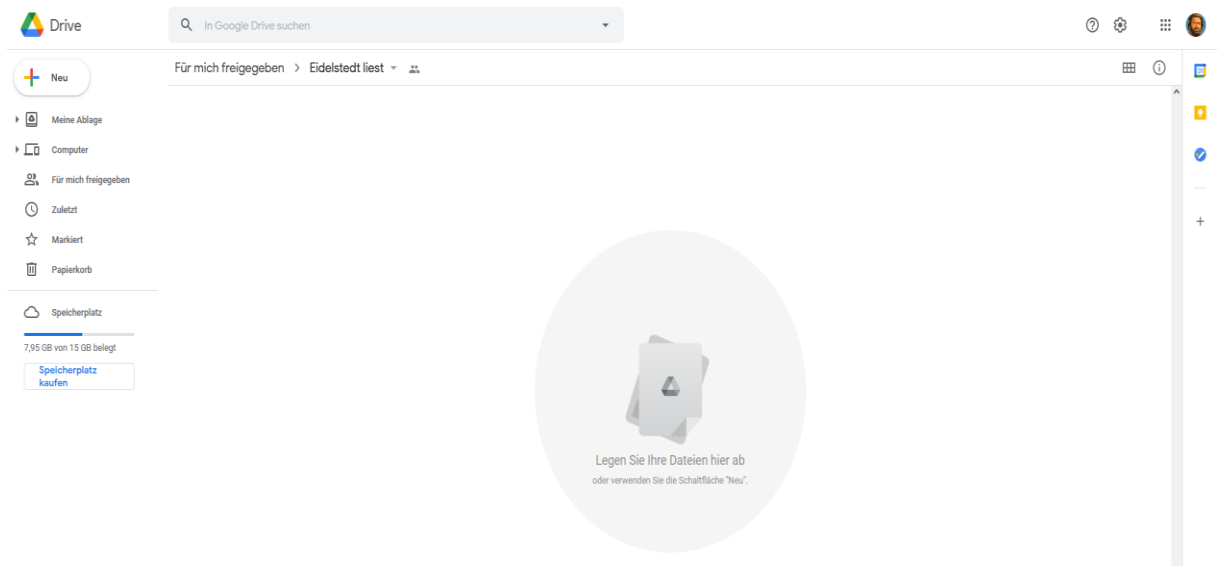 Drive
In Google Drive suchen
Neu
Für mich freigegeben > Eidelstedt liest
Meine Ablage
Computer
Für mich freigegeben
Zuletzt
Markiert
Papierkorb
Speicherplatz
7,95 GB von 15 GB belegt
Speicherplatz
kaufen
Legen Sie Ihre Dateien hier ab
oder verwenden Sie die Schaltfläche "Neu".